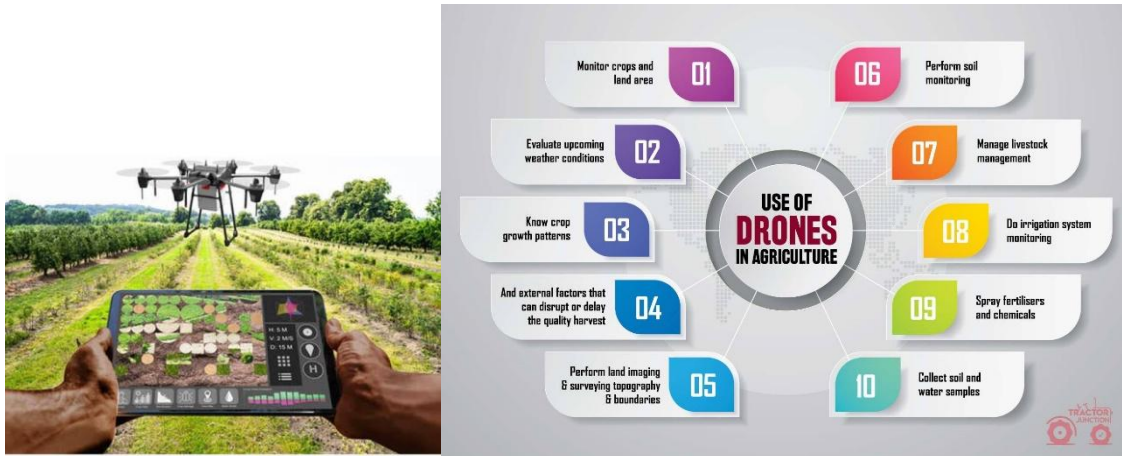 H: 5 M
V: 2 M/S
D: 15 M
H
USE OF
DRONES
IN AGRICULTURE
Monitor crops and
land area
01
Evaluate upcoming
weather conditions
02
Know crop
growth patterns
03
And external factors that
can disrupt or delay
the quality harvest
04
Perform land imaging
& surveying topography
& boundaries
05
06
Perform soil
monitoring
07
Manage livestock
management
08
Do irrigation system
monitoring
09
Spray fertilisers
and chemicals
10
Collect soil and
water samples
TRACTOR
JUNCTION